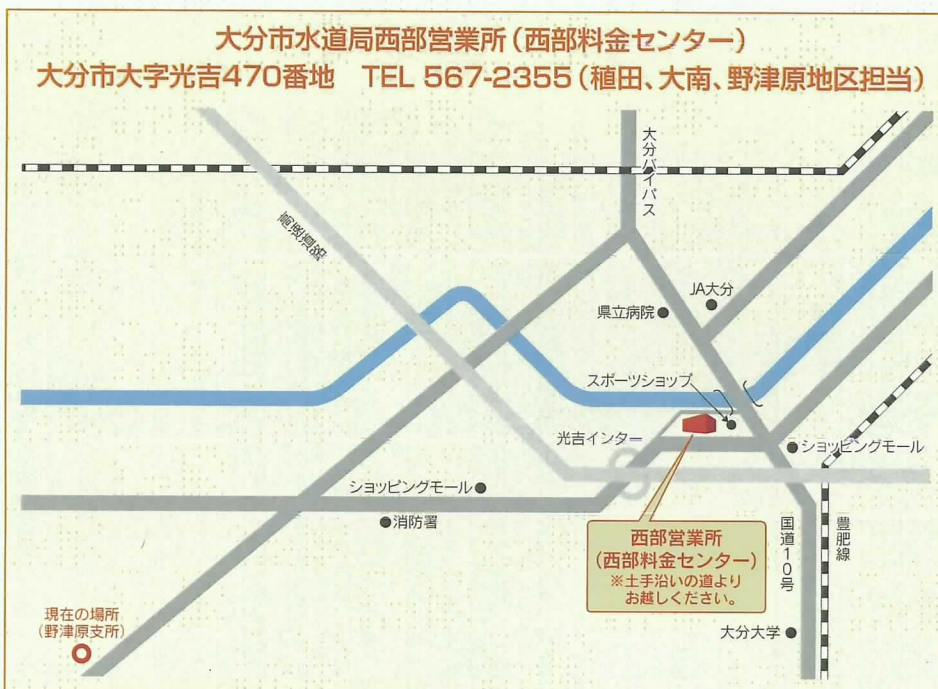 大分市水道局西部営業所(西部料金センター)
大分市大字光吉470番地　TEL 567-2355(稙田、大南、野津原地区担当)
大分バイパス
高速道路
JA大分
県立病院
スポーツショップ
光吉インター
ショッピングモール
ショッピングモール
消防署
西部営業所
(西部料金センター)
※土手沿いの道より
お越しください。
国道10号
豊肥線
現在の場所
(野津原支所)
大分大学